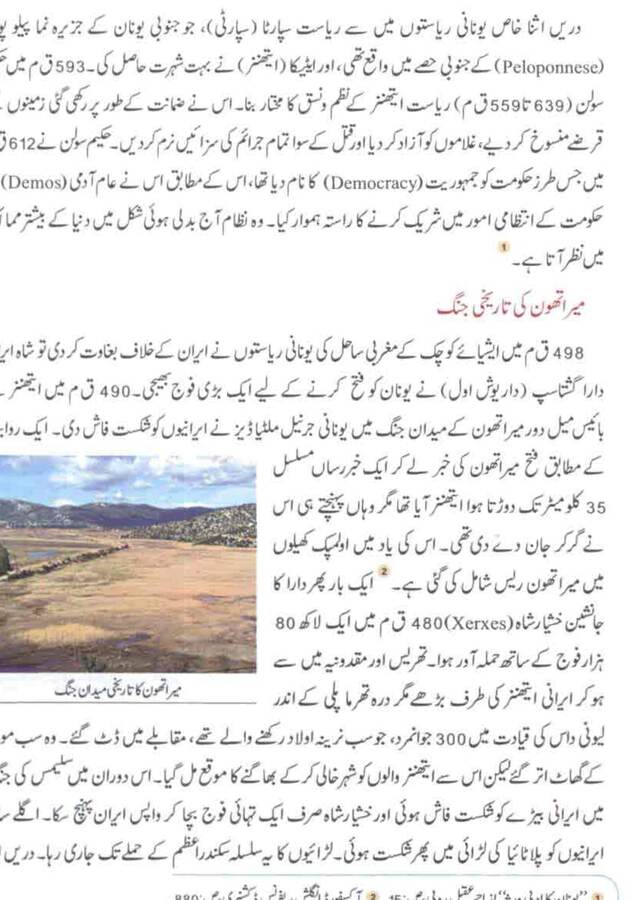 دریں اثنا خاص یونانی ریاستوں میں سے ریاست سپارٹا (سپارٹی)، جو جنوبی یونان کے جزیرہ نما پیلو
(Peloponnese) کے جنوبی حصے میں واقع تھی، اور ایٹیکا (ایتھنز) نے بہت شہرت حاصل کی۔ 593 ق م میں
سولن (639 تا 559 ق م) ریاست ایتھنز کے نظم ونسق کا مختار بنا۔ اس نے ضمانت کے طور پر رکھی گئی زمینوں
قرضے منسوخ کر دیے، غلاموں کو آزاد کر دیا اور قتل کے سوا تمام جرائم کی سزائیں نرم کر دیں۔ حکیم سولن نے 612 ق
میں جس طرز حکومت کو جمہوریت (Democracy) کا نام دیا تھا، اس کے مطابق اس نے عام آدمی (Demos)
حکومت کے انتظامی امور میں شریک کرنے کا راستہ ہموار کیا۔ وہ نظام آج بدلی ہوئی شکل میں دنیا کے بیشتر مما
میں نظر آتا ہے۔ 1
میراتھون کی تاریخی جنگ
498 ق م میں ایشیائے کوچک کے مغربی ساحل کی یونانی ریاستوں نے ایران کے خلاف بغاوت کر دی تو شاہ ایر
دارا گشتاسپ (داریوش اول) نے یونان کو فتح کرنے کے لیے ایک بڑی فوج بھیجی۔ 490 ق م میں ایتھنز
بائیس میل دور میراتھون کے میدان جنگ میں یونانی جرنیل ملٹیاڈیز نے ایرانیوں کو شکست فاش دی۔ ایک روا
کے مطابق فتح میراتھون کی خبر لے کر ایک خبر رساں مسلسل
35 کلومیٹر تک دوڑتا ہوا ایتھنز آیا تھا مگر وہاں پہنچتے ہی اس
نے گر کر جان دے دی تھی۔ اس کی یاد میں اولمپک کھیلوں
میں میراتھون ریس شامل کی گئی ہے۔ 2 ایک بار پھر دارا کا
جانشین خشیارشاہ (Xerxes) 480 ق م میں ایک لاکھ 80
ہزار فوج کے ساتھ حملہ آور ہوا۔ تھریس اور مقدونیہ میں سے
ہو کر ایرانی ایتھنز کی طرف بڑھے مگر درہ تھرماپلی کے اندر
میراتھون کا تاریخی میدان جنگ
لیونی داس کی قیادت میں 300 جوانمرد، جو سب نرینہ اولاد رکھنے والے تھے، مقابلے میں ڈٹ گئے۔ وہ سب مو
کے گھاٹ اتر گئے لیکن اس سے ایتھنز والوں کو شہر خالی کر کے بھاگنے کا موقع مل گیا۔ اس دوران میں سلیمس کی جن
میں ایرانی بیڑے کو شکست فاش ہوئی اور خشیارشاہ صرف ایک تہائی فوج بچا کر واپس ایران پہنچ سکا۔ اگلے سا
ایرانیوں کو پلاٹائیا کی لڑائی میں پھر شکست ہوئی۔ لڑائیوں کا یہ سلسلہ سکندر اعظم کے حملے تک جاری رہا۔ دریں